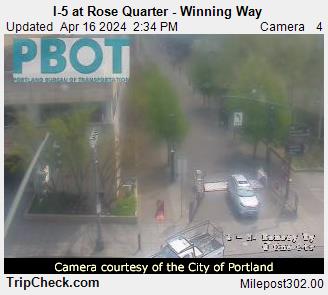 I-5 at Rose Quarter - Winning Way
Updated Apr 16 2024 2:34 PM Camera 4
PBOT
PORTLAND BUREAU OF TRANSPORTATION
Camera courtesy of the City of Portland
TripCheck.com Milepost302.00